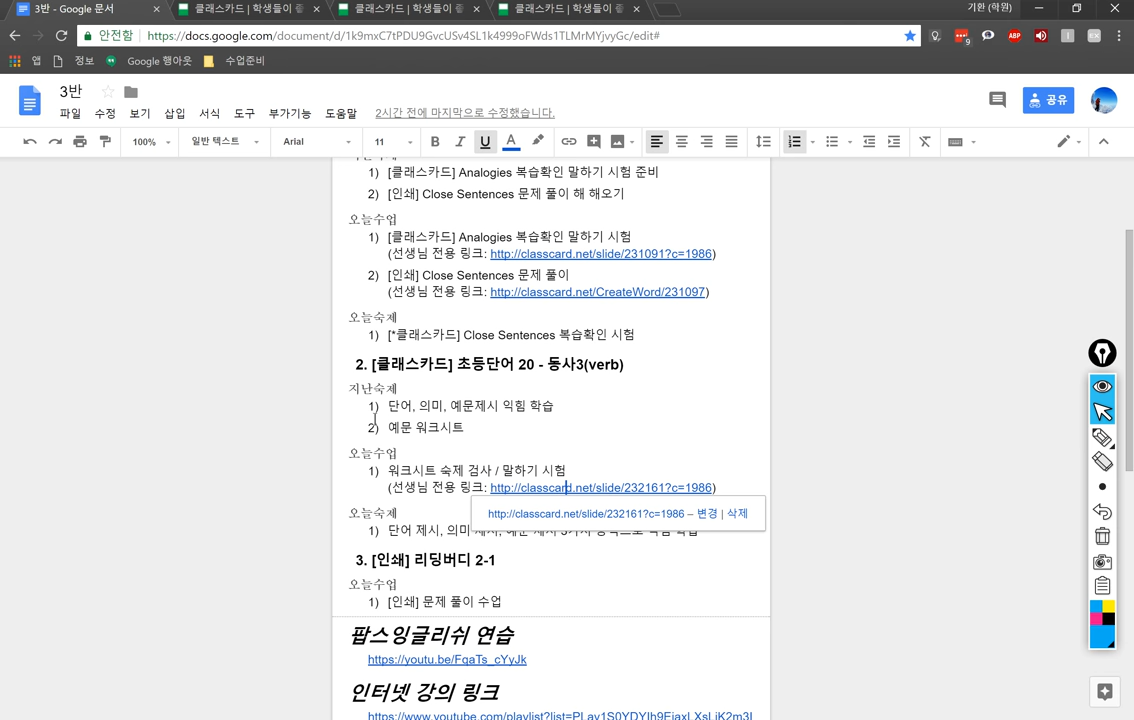 3반 - Google 문서
클래스카드 | 학생들이 좋
클래스카드 | 학생들이 좋
클래스카드 | 학생들이 좋
기환 (학원)
안전함
https://docs.google.com/document/d/1k9mxC7tPDU9GvcUSv4SL1k4999oFWds1TLMrMYjvyGc/edit#
9
ABP
앱
정보
Google 행아웃
수업준비
3반
파일 수정 보기 삽입 서식 도구 부가기능 도움말 2시간 전에 마지막으로 수정했습니다.
공유
100% 일반 텍스트 Arial 11 B I U A
1) [클래스카드] Analogies 복습확인 말하기 시험 준비
2) [인쇄] Close Sentences 문제 풀이 해 해오기
오늘수업
1) [클래스카드] Analogies 복습확인 말하기 시험
(선생님 전용 링크: http://classcard.net/slide/231091?c=1986)
2) [인쇄] Close Sentences 문제 풀이
(선생님 전용 링크: http://classcard.net/CreateWord/231097)
오늘숙제
1) [*클래스카드] Close Sentences 복습확인 시험
2. [클래스카드] 초등단어 20 - 동사3(verb)
지난숙제
1) 단어, 의미, 예문제시 익힘 학습
2) 예문 워크시트
오늘수업
1) 워크시트 숙제 검사 / 말하기 시험
(선생님 전용 링크: http://classcard.net/slide/232161?c=1986)
http://classcard.net/slide/232161?c=1986 – 변경 | 삭제
오늘숙제
1) 단어 제시, 의미
3. [인쇄] 리딩버디 2-1
오늘수업
1) [인쇄] 문제 풀이 수업
팝스잉글리쉬 연습
https://youtu.be/FqaTs_cYyJk
인터넷 강의 링크